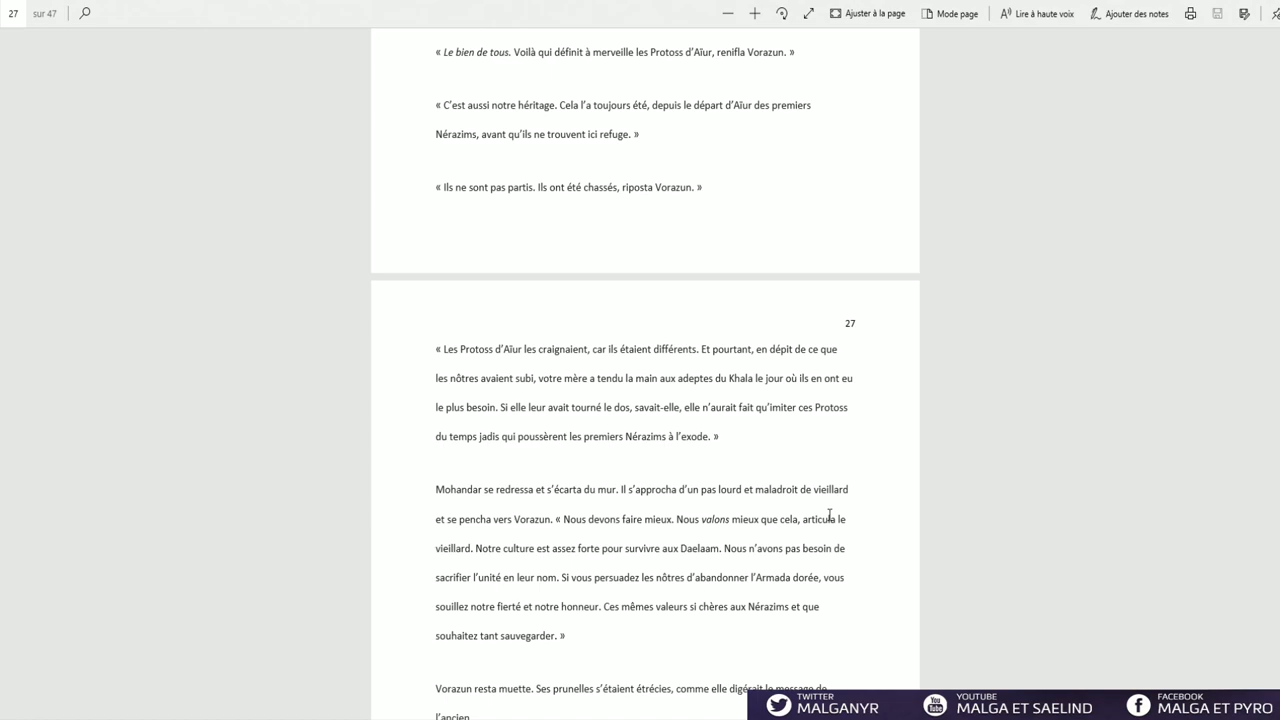 27 sur 47 Ajuster à la page Mode page Lire à haute voix Ajouter des notes
« Le bien de tous. Voilà qui définit à merveille les Protoss d’Aïur, renifla Vorazun. »
« C’est aussi notre héritage. Cela l’a toujours été, depuis le départ d’Aïur des premiers
Nérazims, avant qu’ils ne trouvent ici refuge. »
« Ils ne sont pas partis. Ils ont été chassés, riposta Vorazun. »
27
« Les Protoss d’Aïur les craignaient, car ils étaient différents. Et pourtant, en dépit de ce que
les nôtres avaient subi, votre mère a tendu la main aux adeptes du Khala le jour où ils en ont eu
le plus besoin. Si elle leur avait tourné le dos, savait-elle, elle n’aurait fait qu’imiter ces Protoss
du temps jadis qui poussèrent les premiers Nérazims à l’exode. »
Mohandar se redressa et s’écarta du mur. Il s’approcha d’un pas lourd et maladroit de vieillard
et se pencha vers Vorazun. « Nous devons faire mieux. Nous valons mieux que cela, articula le
vieillard. Notre culture est assez forte pour survivre aux Daelaam. Nous n’avons pas besoin de
sacrifier l’unité en leur nom. Si vous persuadez les nôtres d’abandonner l’Armada dorée, vous
souillez notre fierté et notre honneur. Ces mêmes valeurs si chères aux Nérazims et que
souhaitez tant sauvegarder. »
Vorazun resta muette. Ses prunelles s’étaient étrécies, comme elle digérait le message de
l’ancien.
TWITTER
MALGANYR
YOUTUBE
MALGA ET SAELIND
FACEBOOK
MALGA ET PYRO